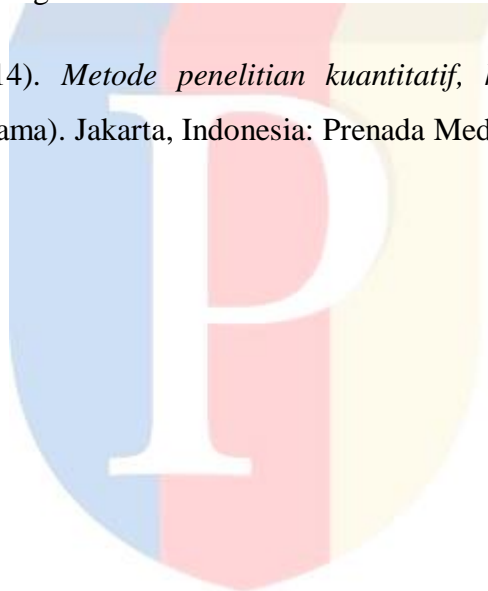 14). Metode penelitian kuantitatif,
ama). Jakarta, Indonesia: Prenada Med
P